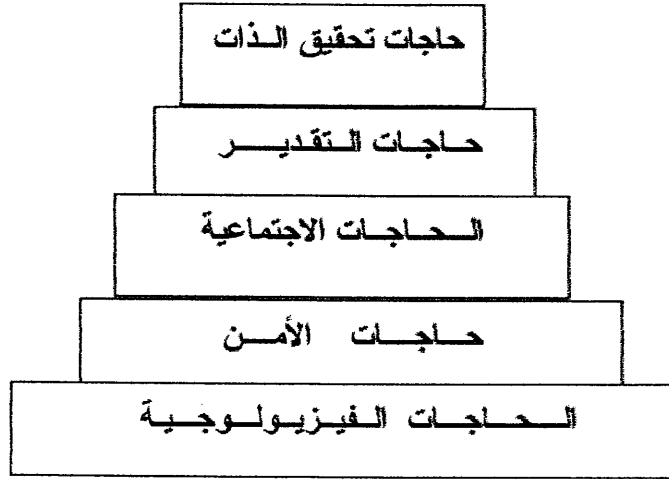 حاجات تحقيق الذات
حاجات التقدير
الحاجات الاجتماعية
حاجات الأمن
الحاجات الفيزيولوجية